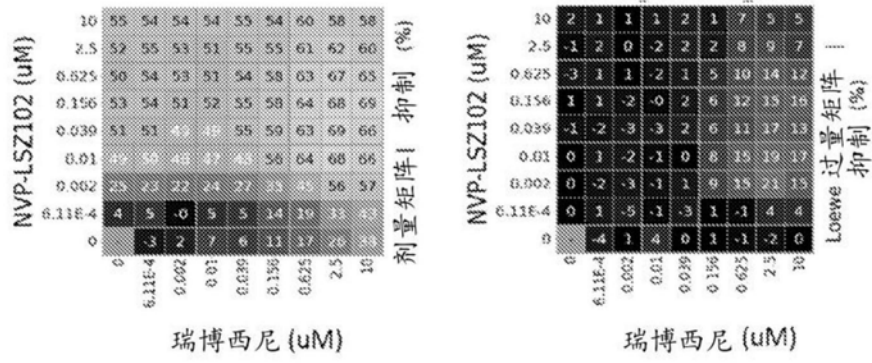 NVP-LSZ102 (uM)
10 55 54 54 54 55 54 60 58 58
2.5 52 55 53 51 55 55 61 62 60
0.625 50 54 53 51 54 58 63 67 65
0.156 53 54 51 52 55 58 64 68 69
0.039 51 51 49 49 55 59 63 69 66
0.01 49 50 48 47 48 56 64 68 66
0.002 25 23 22 24 27 35 45 56 57
6.11E-4 4 5 -0 5 5 14 19 33 43
0 -3 2 7 6 11 17 26 38
0 6.11E-4 0.002 0.01 0.039 0.156 0.625 2.5 10
瑞博西尼 (uM)
剂量矩阵 抑制 (%)
NVP-LSZ102 (uM)
10 2 1 1 1 2 1 7 5 5
2.5 -1 2 0 -2 2 2 8 9 7
0.625 -3 1 1 -2 1 5 10 14 12
0.156 1 1 -2 -0 2 6 12 15 16
0.039 -1 -2 -3 -3 2 6 11 17 13
0.01 0 1 -2 -1 0 8 15 19 17
0.002 0 -2 -3 -1 1 9 15 21 15
6.11E-4 0 1 -5 -1 -3 1 -1 4 4
0 - -4 1 4 0 1 -1 -2 0
0 6.11E-4 0.002 0.01 0.039 0.156 0.625 2.5 10
瑞博西尼 (uM)
Loewe 过量矩阵
抑制 (%)